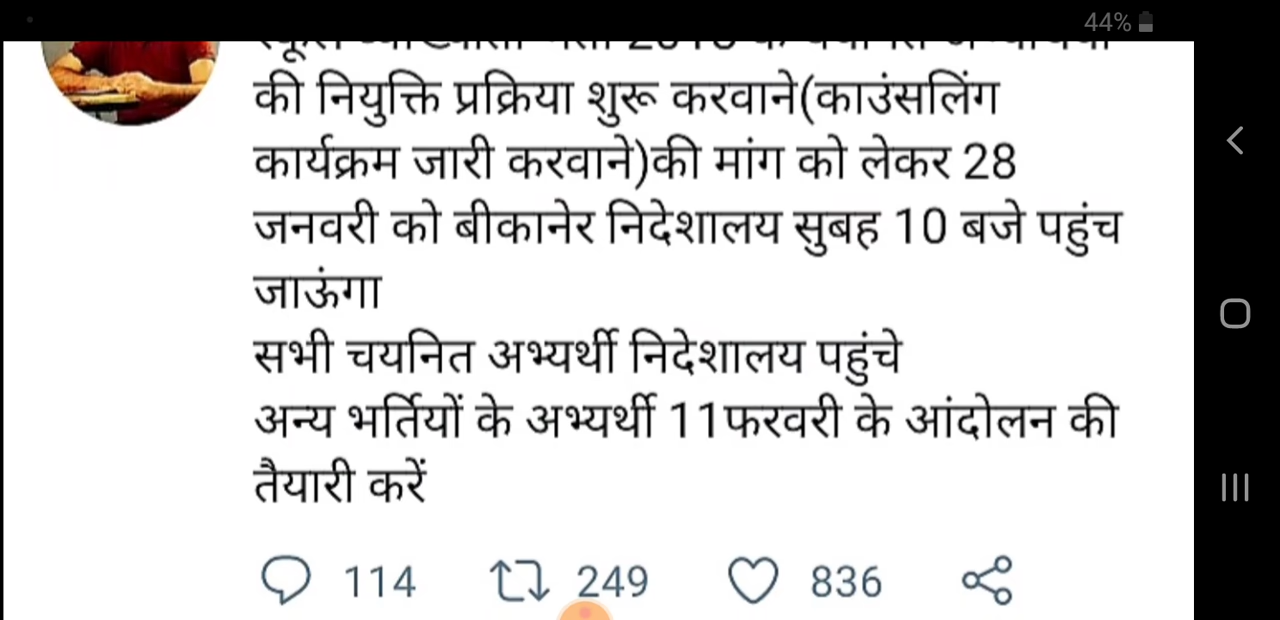 44%
की नियुक्ति प्रक्रिया शुरू करवाने(काउंसलिंग
कार्यक्रम जारी करवाने)की मांग को लेकर 28
जनवरी को बीकानेर निदेशालय सुबह 10 बजे पहुंच
जाऊंगा
सभी चयनित अभ्यर्थी निदेशालय पहुंचे
अन्य भर्तियों के अभ्यर्थी 11फरवरी के आंदोलन की
तैयारी करें
114 249 836